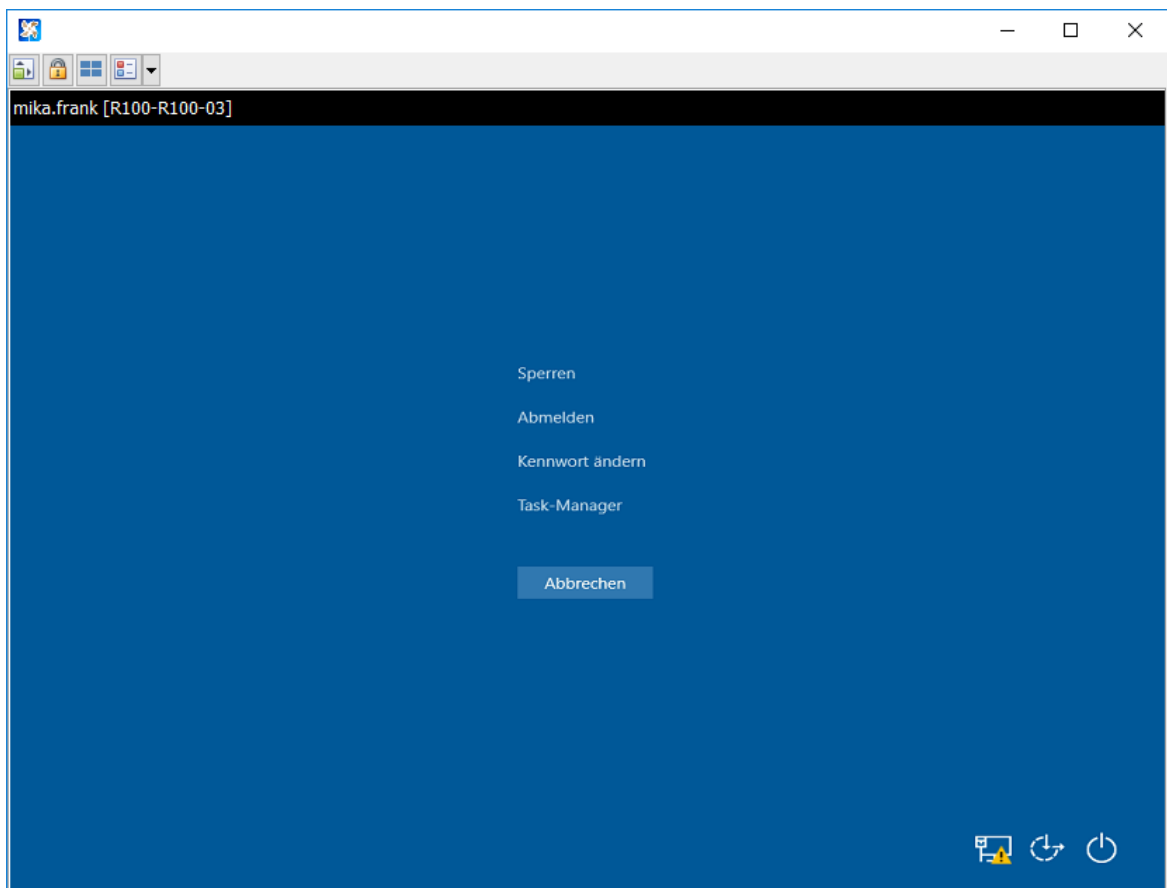 mika.frank [R100-R100-03]
Sperren
Abmelden
Kennwort ändern
Task-Manager
Abbrechen